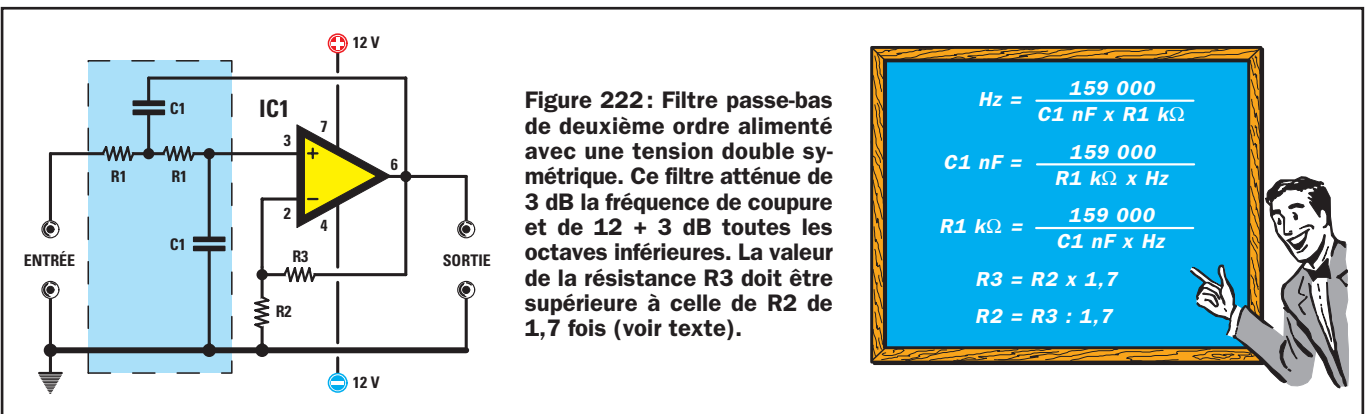 12 V
C1
IC1
7
3
+
6
R1
R1
−
2
4
C1
R3
ENTRÉE
SORTIE
R2
12 V
Figure 222: Filtre passe-bas
de deuxième ordre alimenté
avec une tension double sy-
métrique. Ce filtre atténue de
3 dB la fréquence de coupure
et de 12 + 3 dB toutes les
octaves inférieures. La valeur
de la résistance R3 doit être
supérieure à celle de R2 de
1,7 fois (voir texte).
Hz = 159 000 / C1 nF x R1 kΩ
C1 nF = 159 000 / R1 kΩ x Hz
R1 kΩ = 159 000 / C1 nF x Hz
R3 = R2 x 1,7
R2 = R3 : 1,7